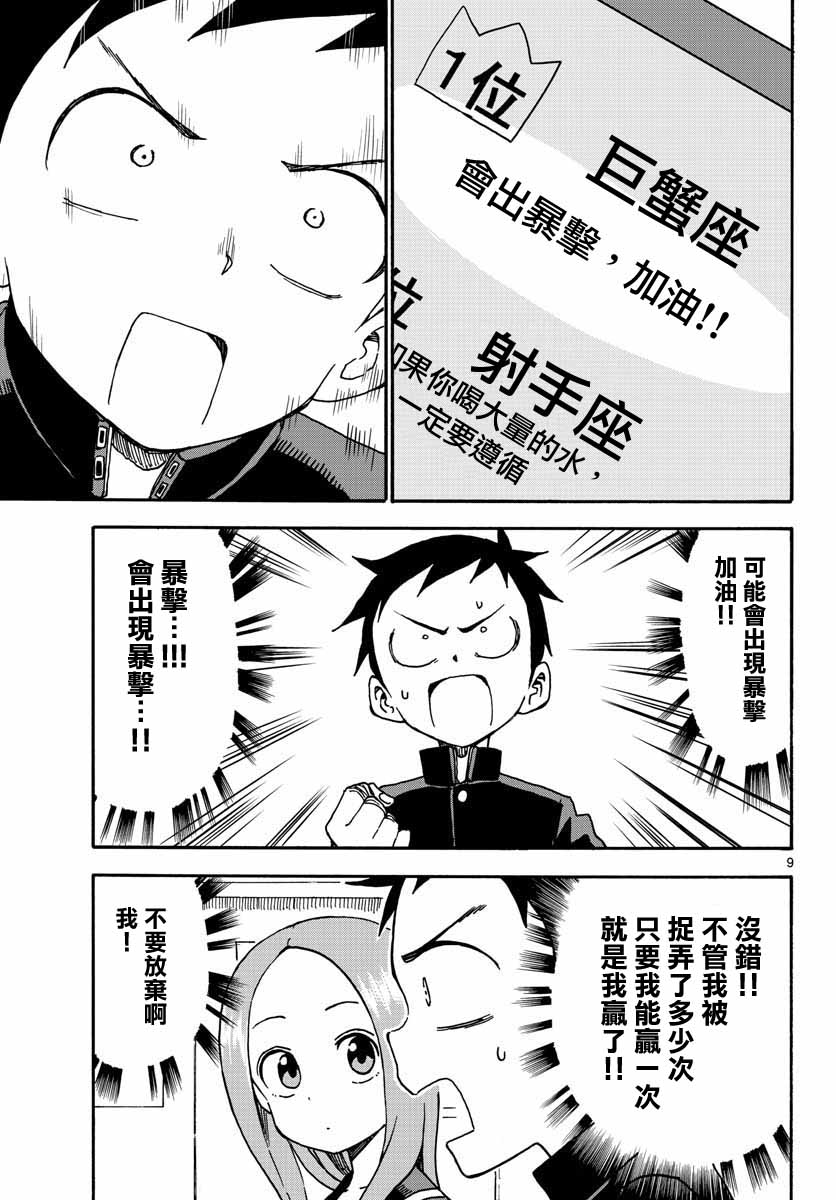 1位
巨蟹座
會出暴擊，加油!!
位
射手座
如果你喝大量的水，
一定要遵循
可能會出現暴擊
加油!!
暴擊…!!!
會出現暴擊…!!
9
沒錯!!
不管我被
捉弄了多少次
只要我能贏一次
就是我贏了!!
不要放棄啊
我！